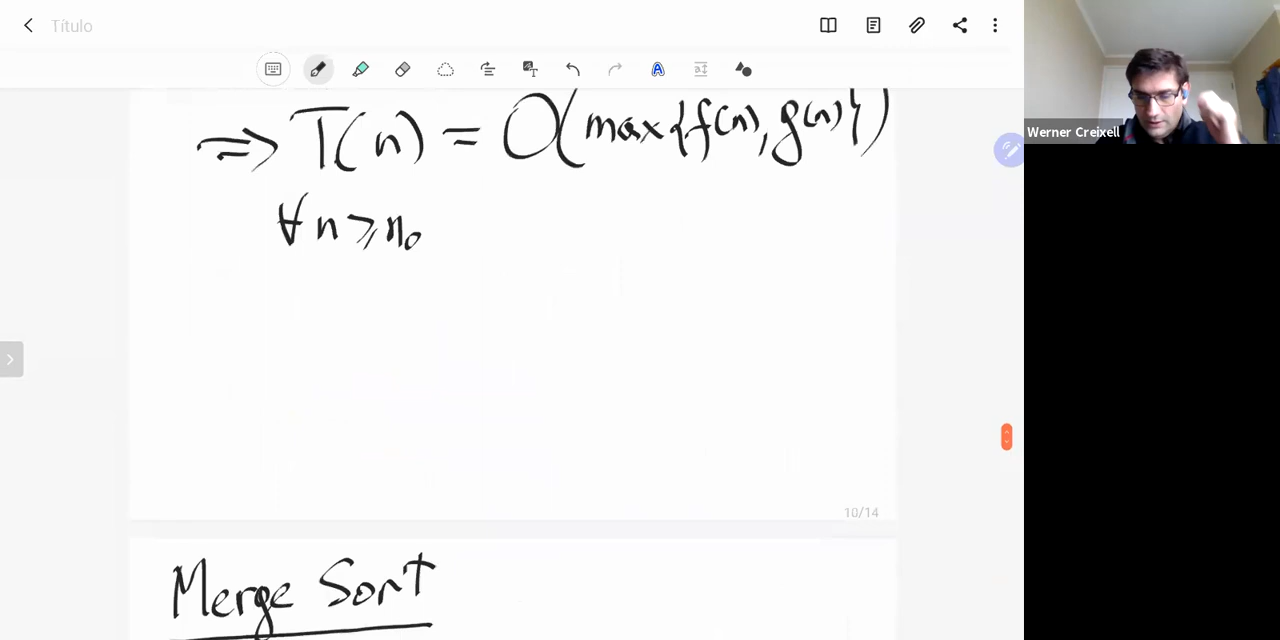 Título
⇒ T(n) = O(max{f(n), g(n)})
∀ n ≥ n₀
10/14
Merge Sort
Werner Creixell